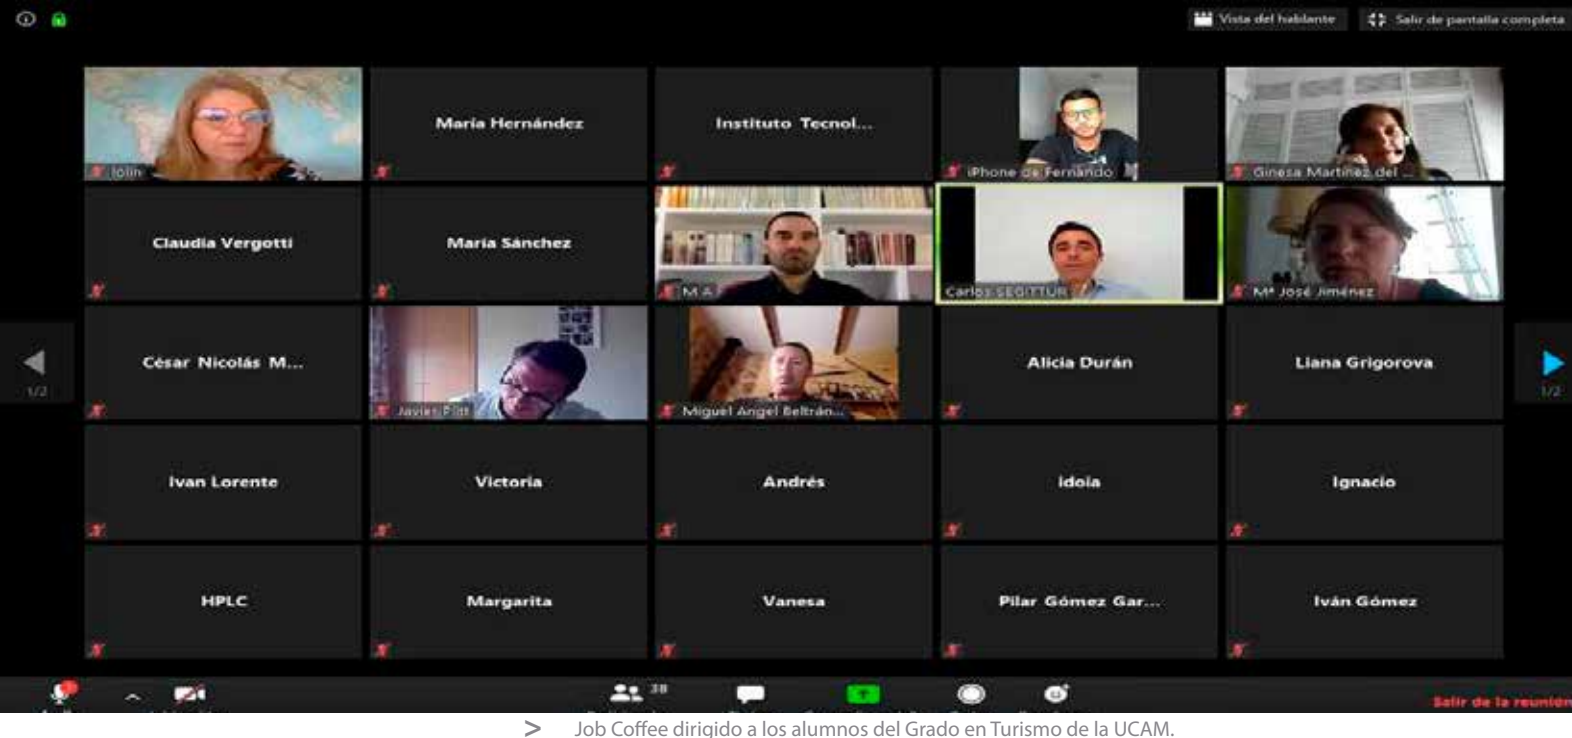 Vista del hablante
Salir de pantalla completa
lolin
María Hernández
Instituto Tecnol...
iPhone de Fernando
Ginesa Martínez del ...
Claudia Vergotti
María Sánchez
M A
Carlos SEGITTUR
Mª José Jiménez
César Nicolás M...
Javier
Miguel Angel Beltrán...
Alicia Durán
Liana Grigorova
1/2
1/2
Ivan Lorente
Victoria
Andrés
idoia
Ignacio
HPLC
Margarita
Vanesa
Pilar Gómez Gar...
Iván Gómez
38
Salir de la reunión
> Job Coffee dirigido a los alumnos del Grado en Turismo de la UCAM.